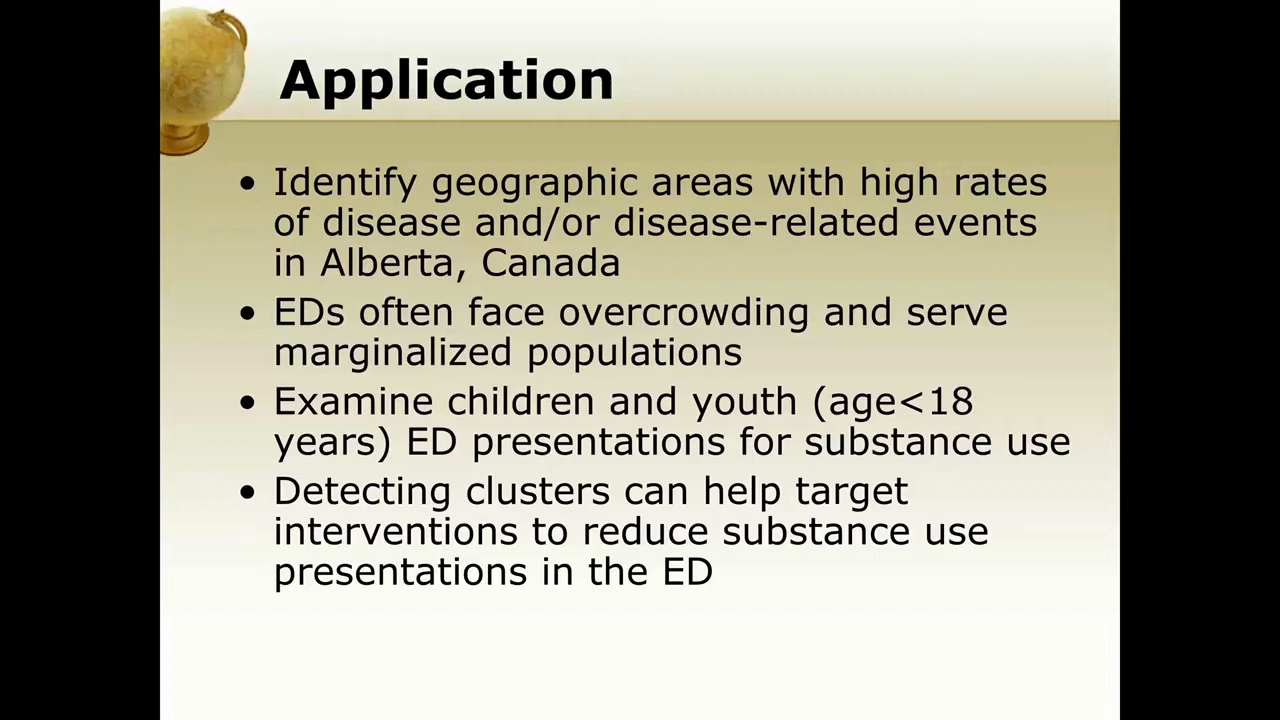 Application
• Identify geographic areas with high rates
of disease and/or disease-related events
in Alberta, Canada
• EDs often face overcrowding and serve
marginalized populations
• Examine children and youth (age<18
years) ED presentations for substance use
• Detecting clusters can help target
interventions to reduce substance use
presentations in the ED